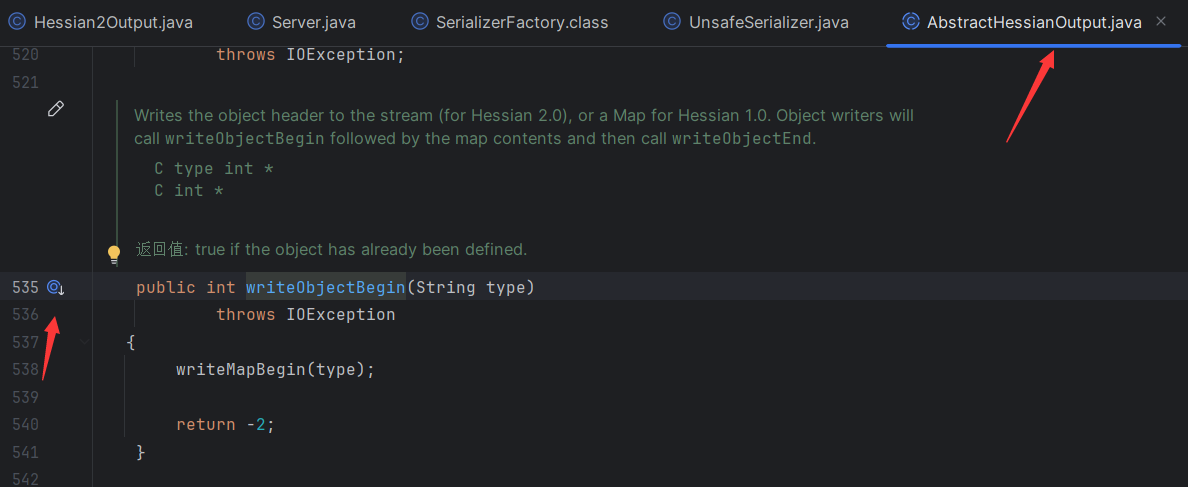 Hessian2Output.java Server.java SerializerFactory.class UnsafeSerializer.java AbstractHessianOutput.java
520 throws IOException;
521
Writes the object header to the stream (for Hessian 2.0), or a Map for Hessian 1.0. Object writers will
call writeObjectBegin followed by the map contents and then call writeObjectEnd.
C type int *
C int *
返回值: true if the object has already been defined.
535 public int writeObjectBegin(String type)
536 throws IOException
537 {
538 writeMapBegin(type);
539
540 return -2;
541 }
542